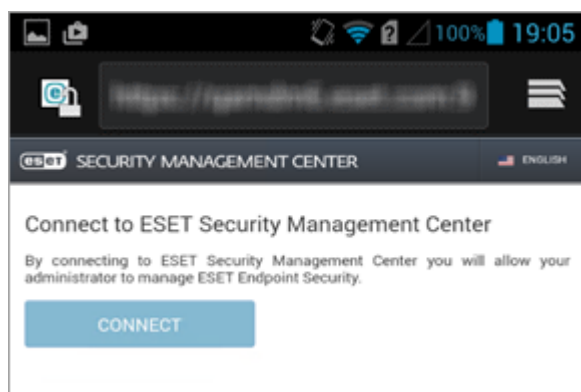 100% 19:05
eset SECURITY MANAGEMENT CENTER ENGLISH
Connect to ESET Security Management Center
By connecting to ESET Security Management Center you will allow your
administrator to manage ESET Endpoint Security.
CONNECT